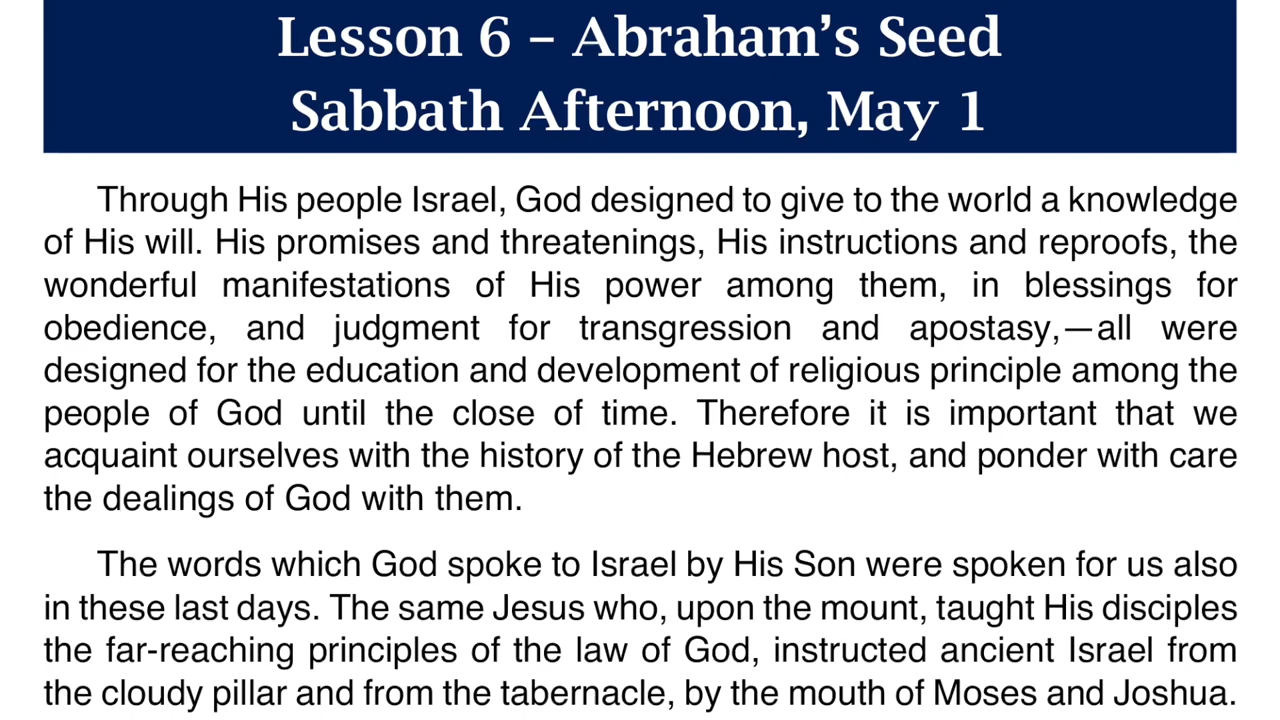 Lesson 6 – Abraham’s Seed
Sabbath Afternoon, May 1
Through His people Israel, God designed to give to the world a knowledge
of His will. His promises and threatenings, His instructions and reproofs, the
wonderful manifestations of His power among them, in blessings for
obedience, and judgment for transgression and apostasy,—all were
designed for the education and development of religious principle among the
people of God until the close of time. Therefore it is important that we
acquaint ourselves with the history of the Hebrew host, and ponder with care
the dealings of God with them.
The words which God spoke to Israel by His Son were spoken for us also
in these last days. The same Jesus who, upon the mount, taught His disciples
the far-reaching principles of the law of God, instructed ancient Israel from
the cloudy pillar and from the tabernacle, by the mouth of Moses and Joshua.